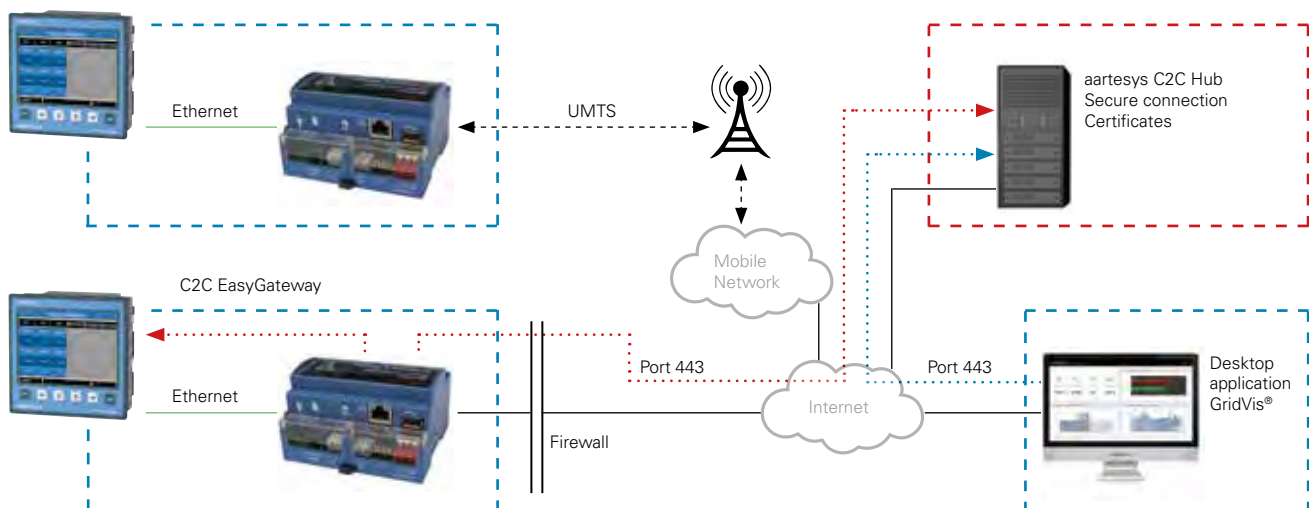 Ethernet
UMTS
aartesys C2C Hub
Secure connection
Certificates
Mobile
Network
C2C EasyGateway
Ethernet
Port 443
Port 443
Internet
Firewall
Desktop
application
GridVis®